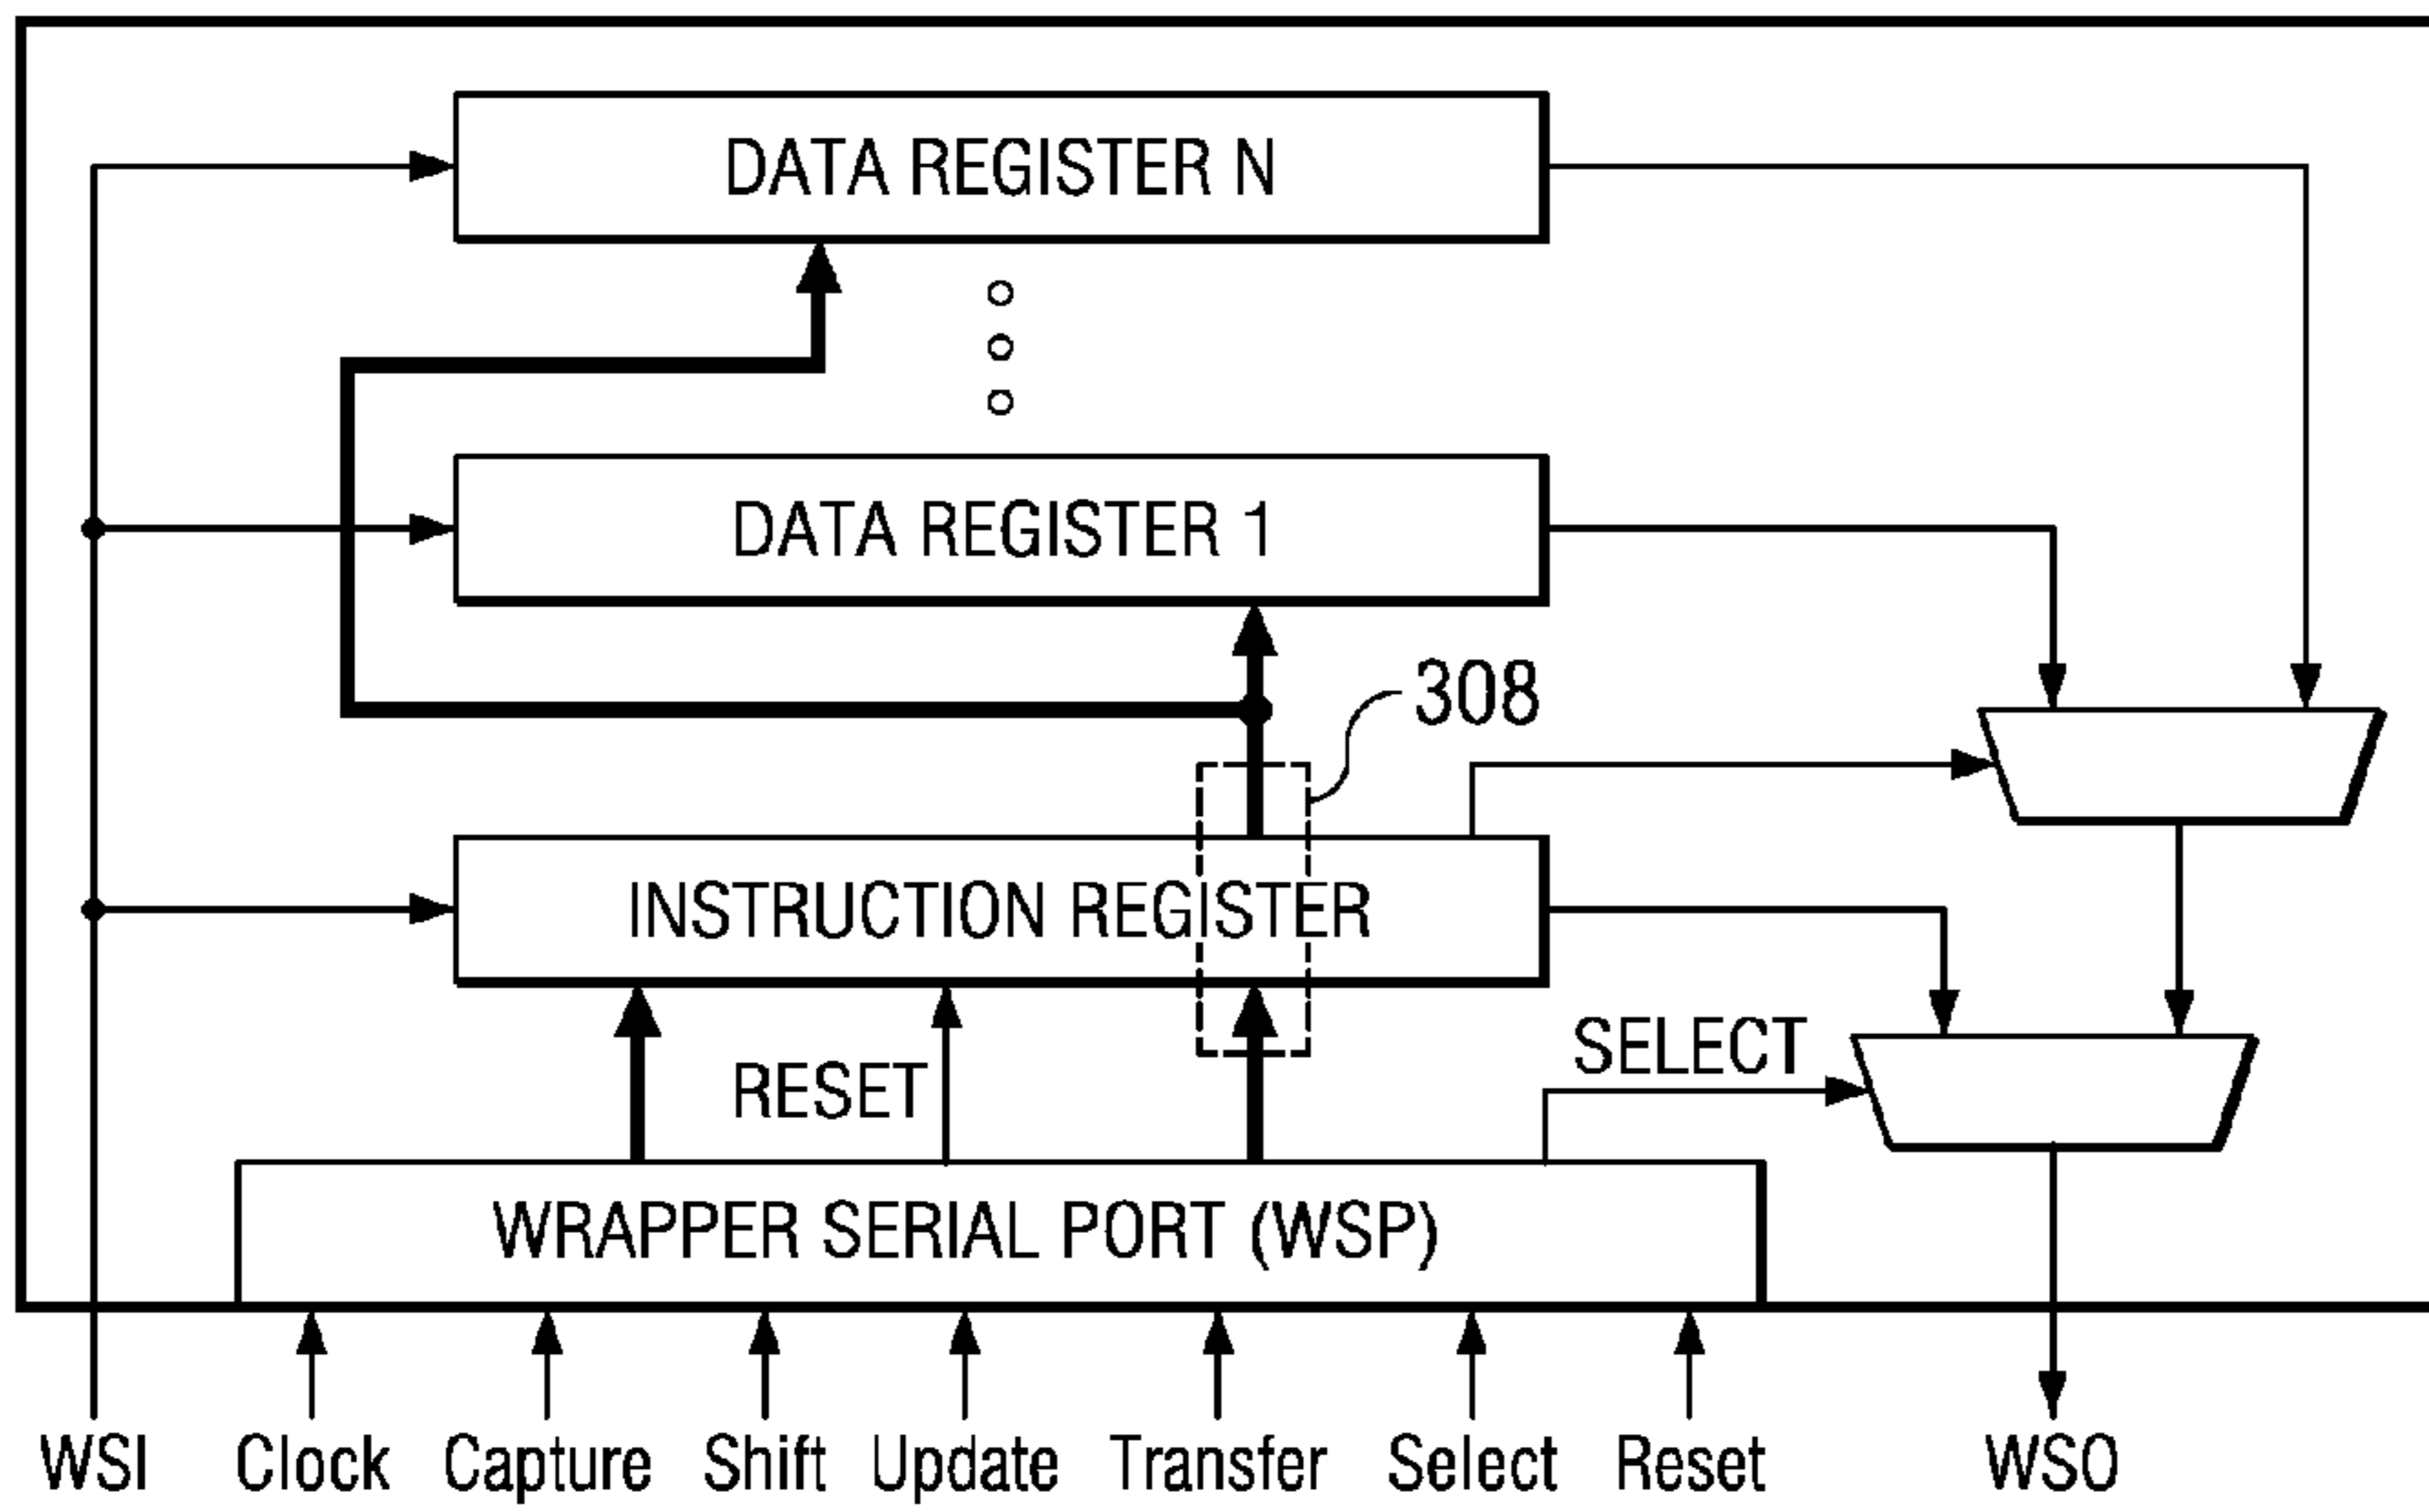 DATA REGISTER N
DATA REGISTER 1
308
INSTRUCTION REGISTER
SELECT
RESET
WRAPPER SERIAL PORT (WSP)
WSI Clock Capture Shift Update Transfer Select Reset WSO